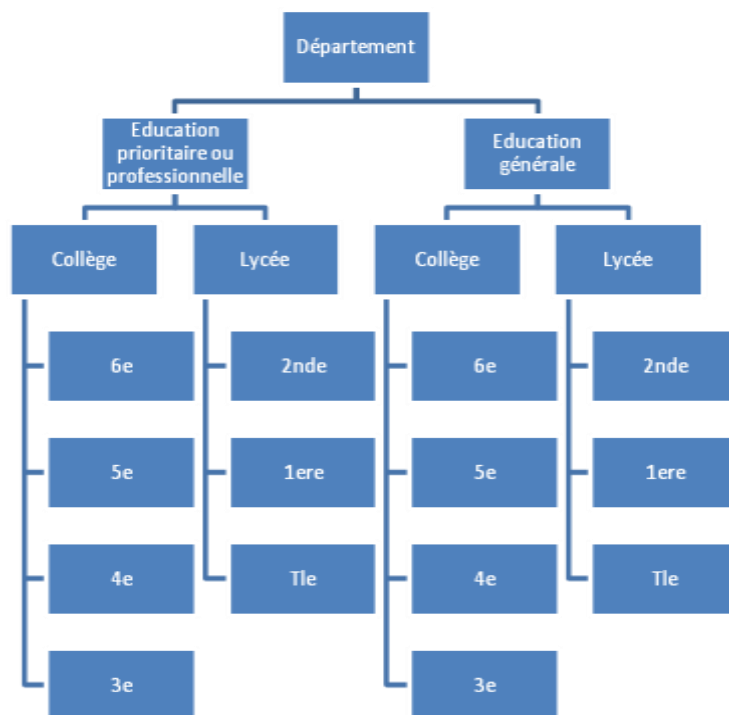 Département
Education
prioritaire ou
professionnelle
Education
générale
Collège
Lycée
Collège
Lycée
6e
2nde
6e
2nde
5e
1ere
5e
1ere
4e
Tle
4e
Tle
3e
3e